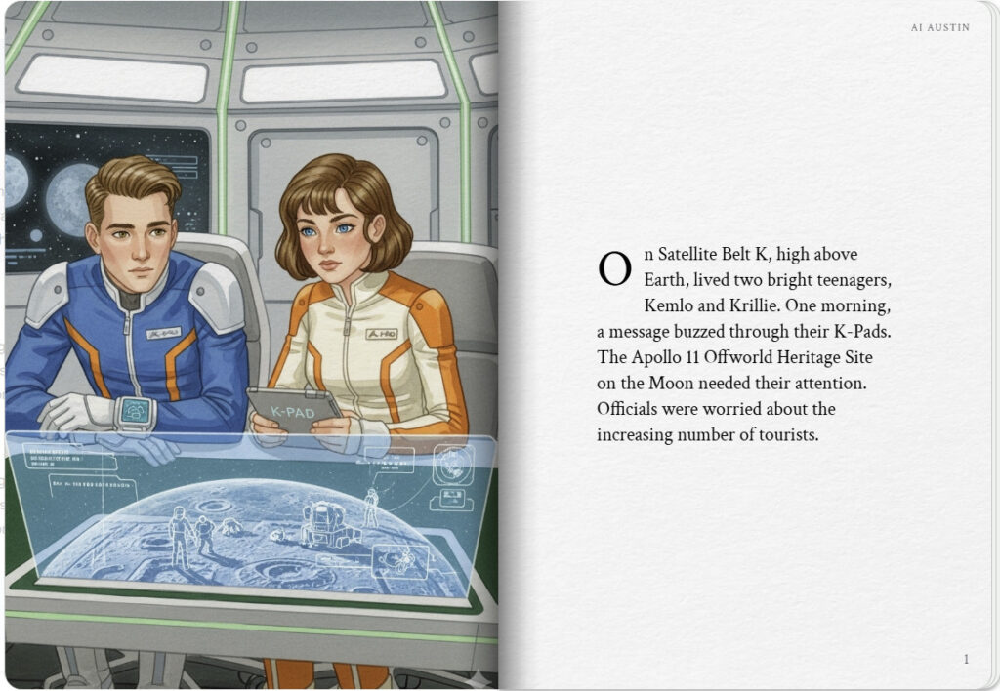 K-PAD
AI AUSTIN
On Satellite Belt K, high above
Earth, lived two bright teenagers,
Kemlo and Krillie. One morning,
a message buzzed through their K-Pads.
The Apollo 11 Offworld Heritage Site
on the Moon needed their attention.
Officials were worried about the
increasing number of tourists.
1